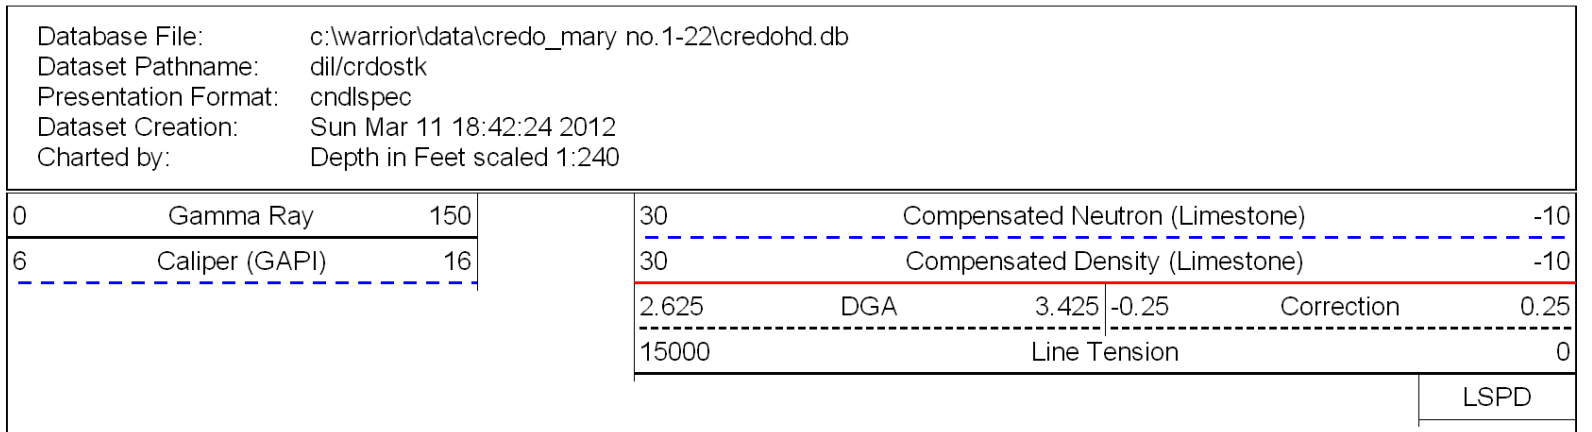 Database File: c:\warrior\data\credo_mary no.1-22\credohd.db
Dataset Pathname: dil/crdostk
Presentation Format: cndlspec
Dataset Creation: Sun Mar 11 18:42:24 2012
Charted by: Depth in Feet scaled 1:240
0 Gamma Ray 150 30 Compensated Neutron (Limestone) -10
6 Caliper (GAPI) 16 30 Compensated Density (Limestone) -10
2.625 DGA 3.425 -0.25 Correction 0.25
15000 Line Tension 0
LSPD